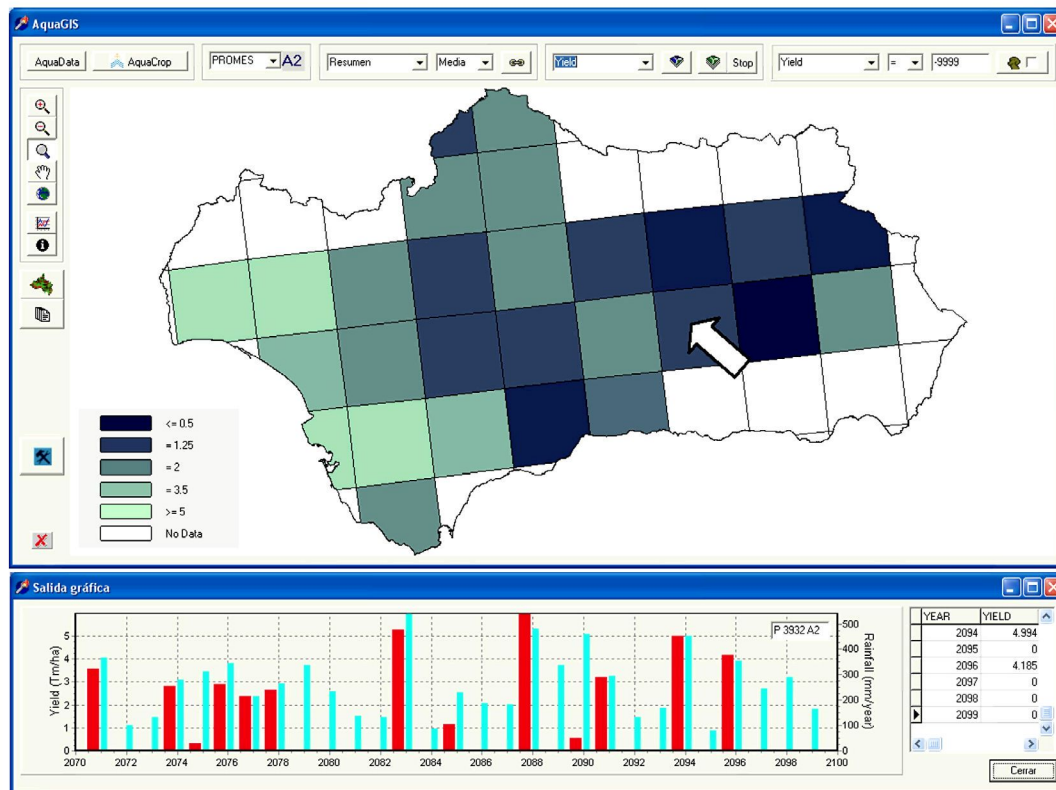 AquaGIS
AquaData AquaCrop PROMES A2 Resumen Media Yield Stop Yield = -9999
<= 0.5
= 1.25
= 2
= 3.5
>= 5
No Data
Salida gráfica
Yield (Tm/ha)
5
4
3
2
1
0
2070 2072 2074 2076 2078 2080 2082 2084 2086 2088 2090 2092 2094 2096 2098 2100
P 3932 A2
500
400
300
200
100
0
Rainfall (mm/year)
YEAR YIELD
2094 4.994
2095 0
2096 4.185
2097 0
2098 0
2099 0
Cerrar